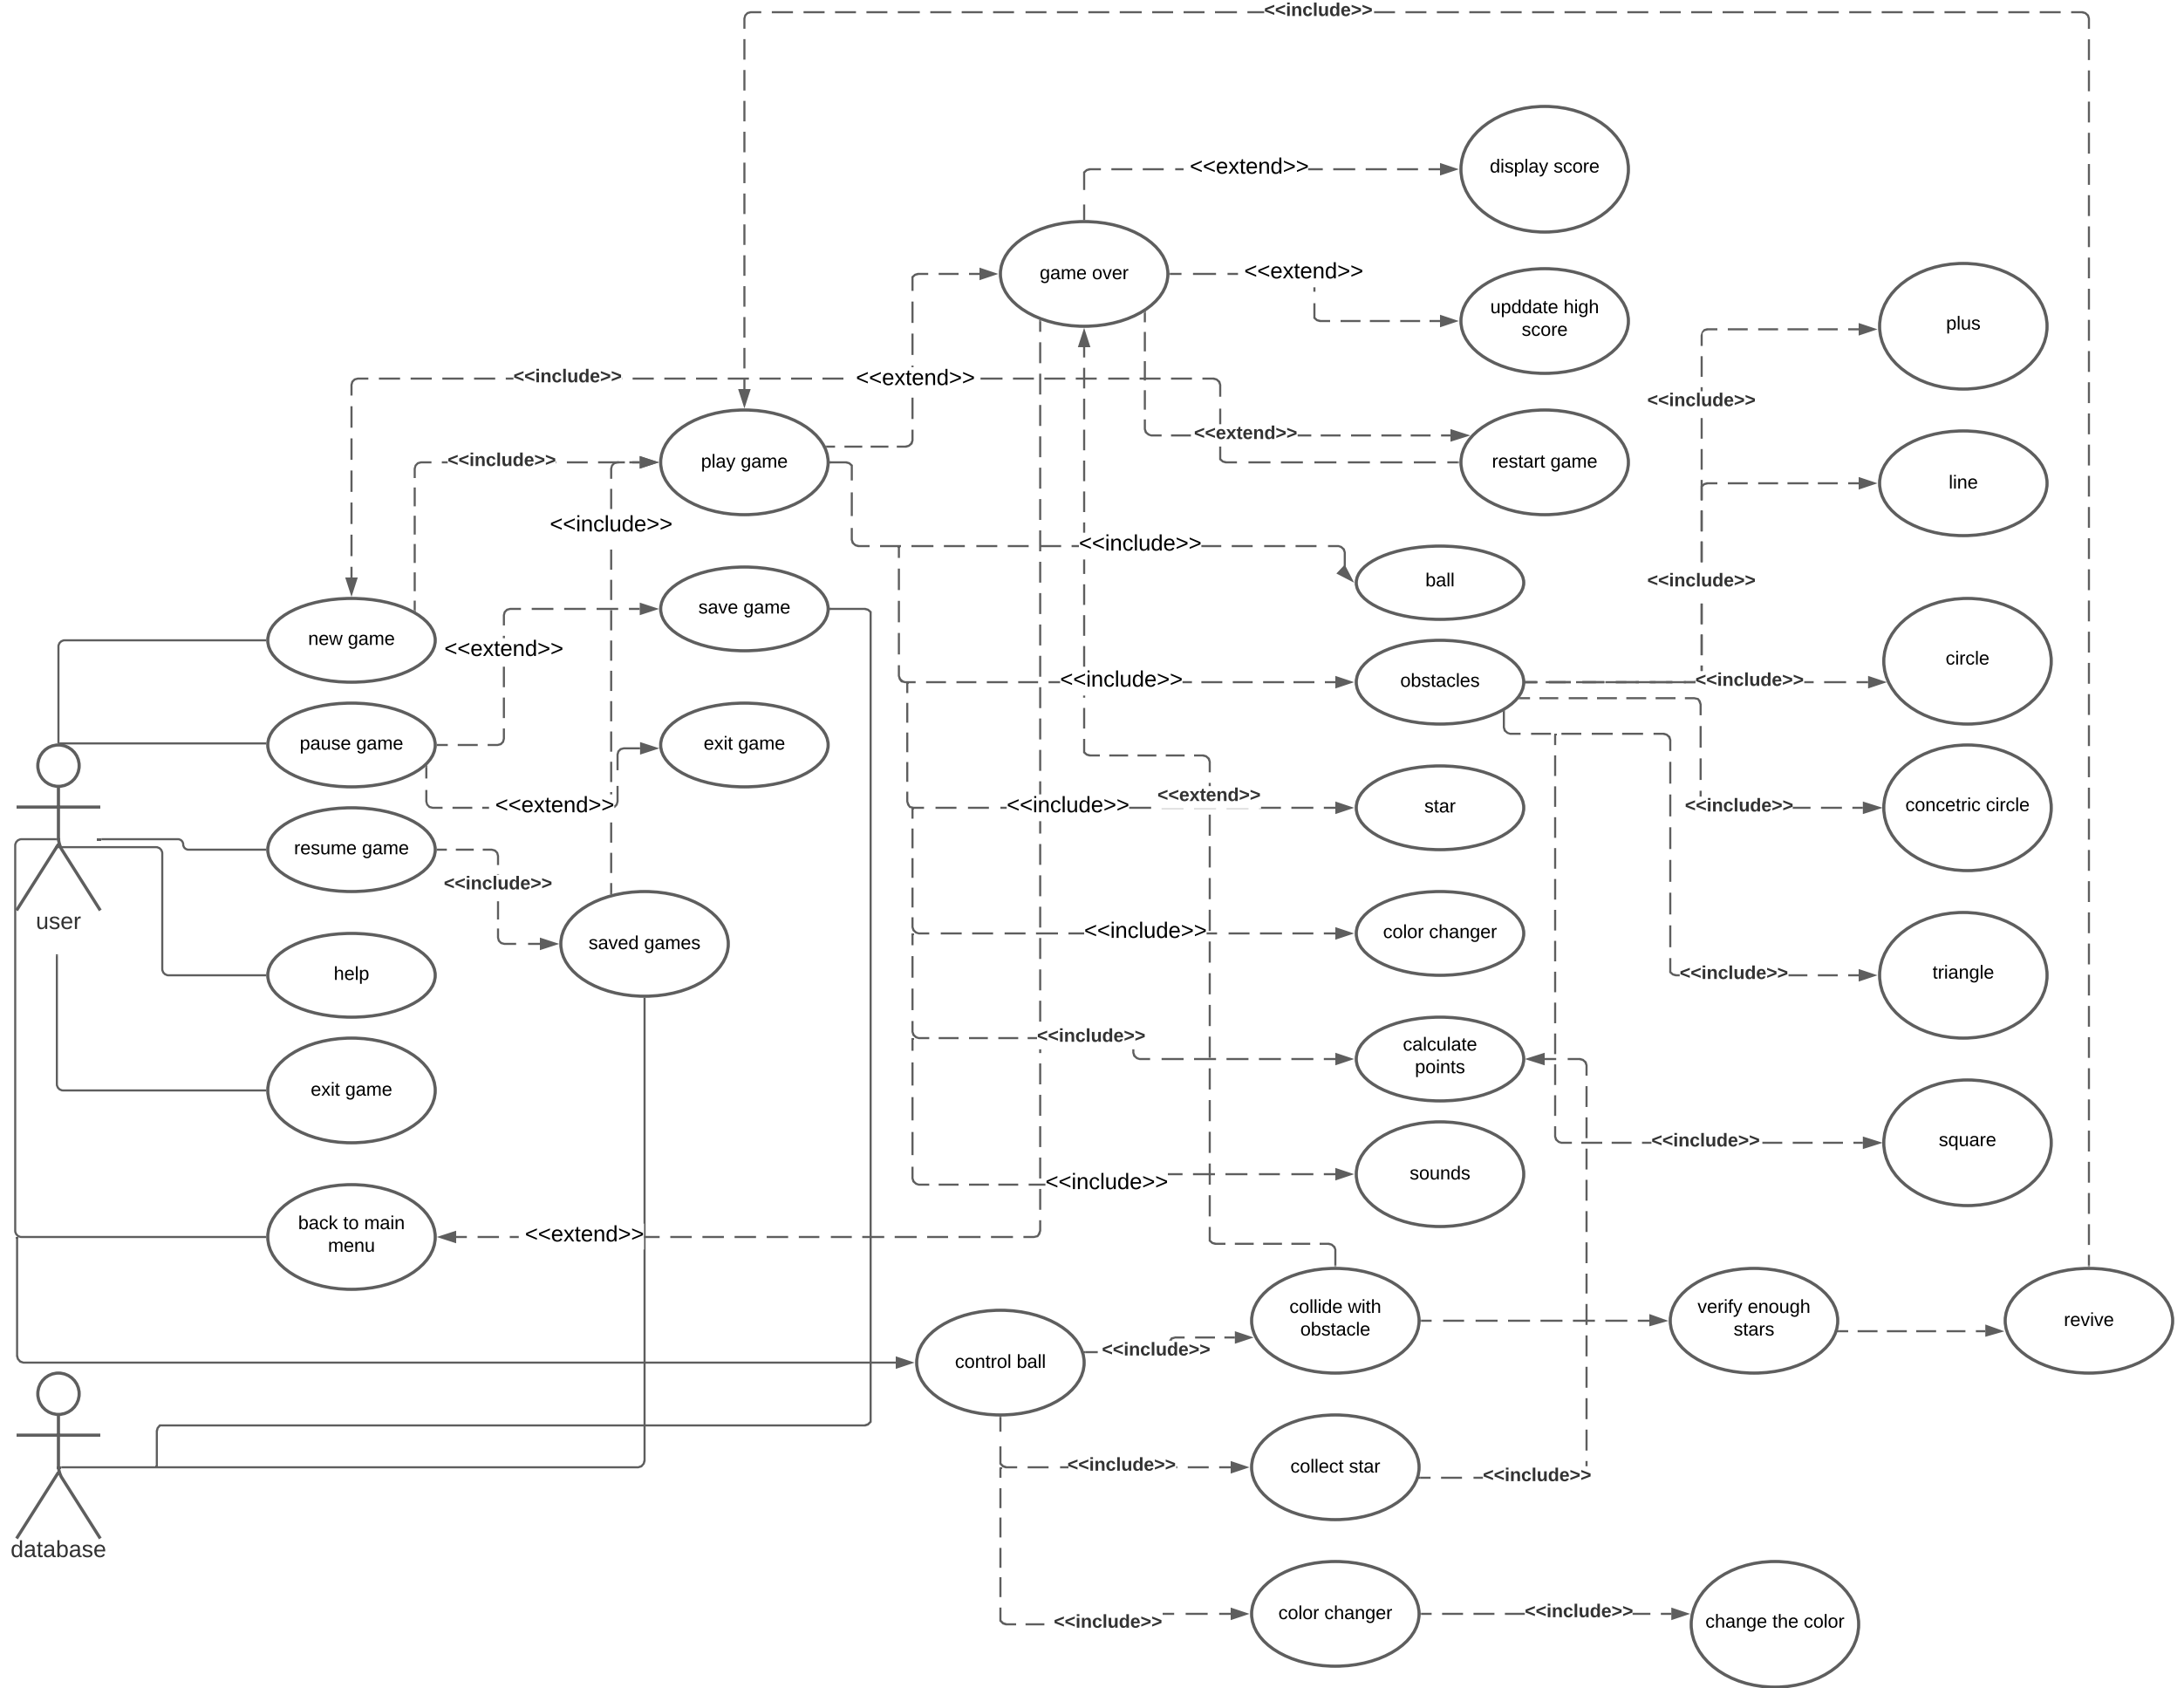 <<include>>
<<extend>>
display score
game over
<<extend>>
upddate high
score
plus
<<include>>
<<extend>>
<<include>>
<<extend>>
<<include>>
play game
restart game
line
<<include>>
<<include>>
ball
<<include>>
save game
new game
<<extend>>
circle
<<include>>
obstacles
<<include>>
pause game
exit game
<<extend>>
<<include>>
<<extend>>
star
<<include>>
concetric circle
resume game
<<include>>
user
saved games
<<include>>
color changer
help
<<include>>
triangle
exit game
<<include>>
calculate
points
<<include>>
square
sounds
<<include>>
back to main
menu
<<extend>>
collide with
obstacle
verify enough
stars
revive
<<include>>
control ball
<<include>>
collect star
<<include>>
database
<<include>>
color changer
<<include>>
change the color